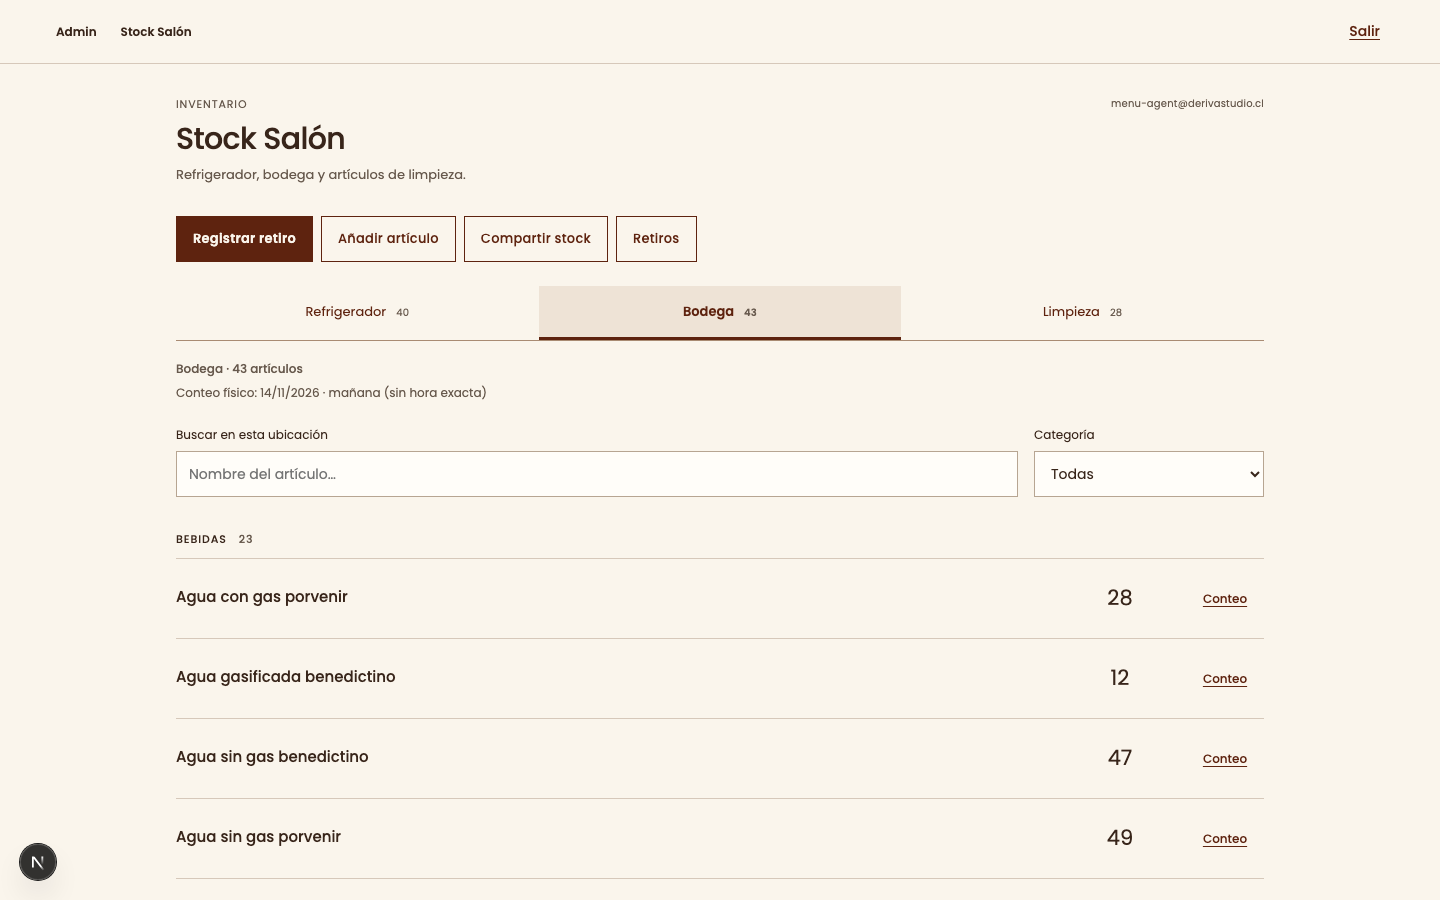 Admin Stock Salón Salir
INVENTARIO menu-agent@derivastudio.cl
Stock Salón
Refrigerador, bodega y artículos de limpieza.
Registrar retiro Añadir artículo Compartir stock Retiros
Refrigerador 40 Bodega 43 Limpieza 28
Bodega · 43 artículos
Conteo físico: 14/11/2026 · mañana (sin hora exacta)
Buscar en esta ubicación Categoría
Nombre del artículo... Todas
BEBIDAS 23
Agua con gas porvenir 28 Conteo
Agua gasificada benedictino 12 Conteo
Agua sin gas benedictino 47 Conteo
Agua sin gas porvenir 49 Conteo
N